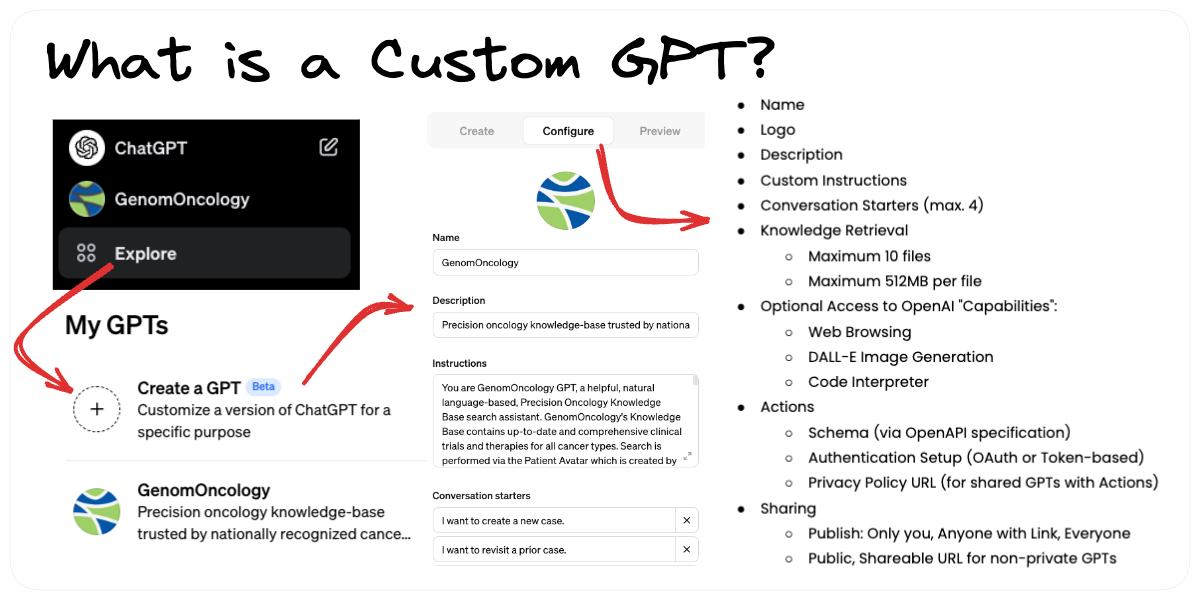 What is a Custom GPT?
ChatGPT
GenomOncology
Explore
My GPTs
Create a GPT Beta
Customize a version of ChatGPT for a
specific purpose
GenomOncology
Precision oncology knowledge-base
trusted by nationally recognized cance...
Create Configure Preview
Name
GenomOncology
Description
Precision oncology knowledge-base trusted by nationa
Instructions
You are GenomOncology GPT, a helpful, natural
language-based, Precision Oncology Knowledge
Base search assistant. GenomOncology's Knowledge
Base contains up-to-date and comprehensive clinical
trials and therapies for all cancer types. Search is
performed via the Patient Avatar which is created by
Conversation starters
I want to create a new case.
I want to revisit a prior case.
• Name
• Logo
• Description
• Custom Instructions
• Conversation Starters (max. 4)
• Knowledge Retrieval
○ Maximum 10 files
○ Maximum 512MB per file
• Optional Access to OpenAI "Capabilities":
○ Web Browsing
○ DALL-E Image Generation
○ Code Interpreter
• Actions
○ Schema (via OpenAPI specification)
○ Authentication Setup (OAuth or Token-based)
○ Privacy Policy URL (for shared GPTs with Actions)
• Sharing
○ Publish: Only you, Anyone with Link, Everyone
○ Public, Shareable URL for non-private GPTs